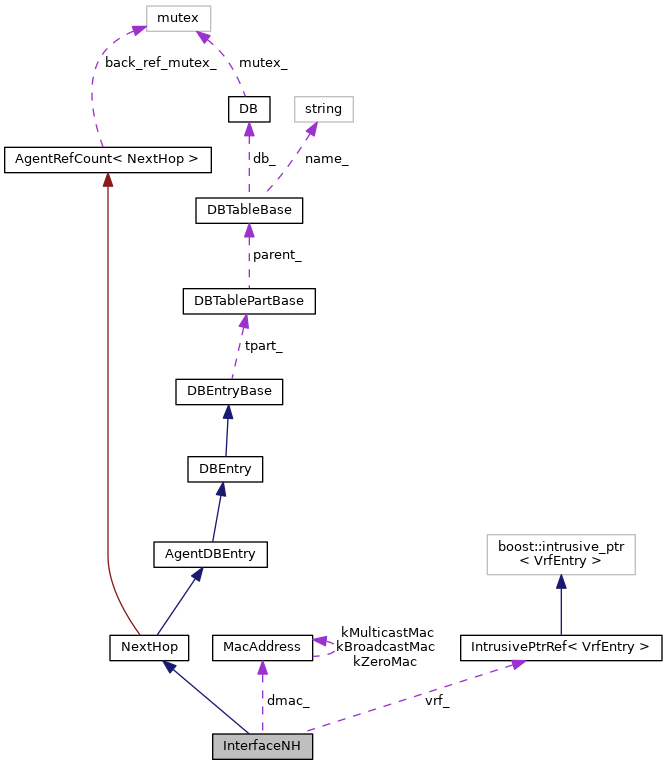 mutex
back_ref_mutex_
mutex_
DB
string
AgentRefCount< NextHop >
db_
name_
DBTableBase
parent_
DBTablePartBase
tpart_
DBEntryBase
DBEntry
AgentDBEntry
boost::intrusive_ptr
< VrfEntry >
NextHop
MacAddress
kMulticastMac
kBroadcastMac
kZeroMac
IntrusivePtrRef< VrfEntry >
dmac_
vrf_
InterfaceNH